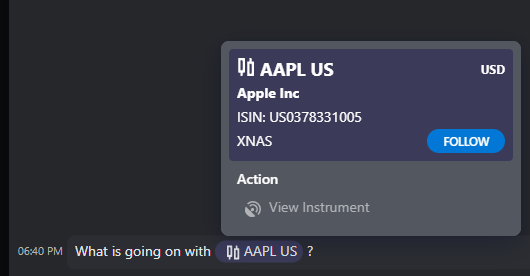 AAPL US USD
Apple Inc
ISIN: US0378331005
XNAS FOLLOW
Action
View Instrument
06:40 PM What is going on with AAPL US ?